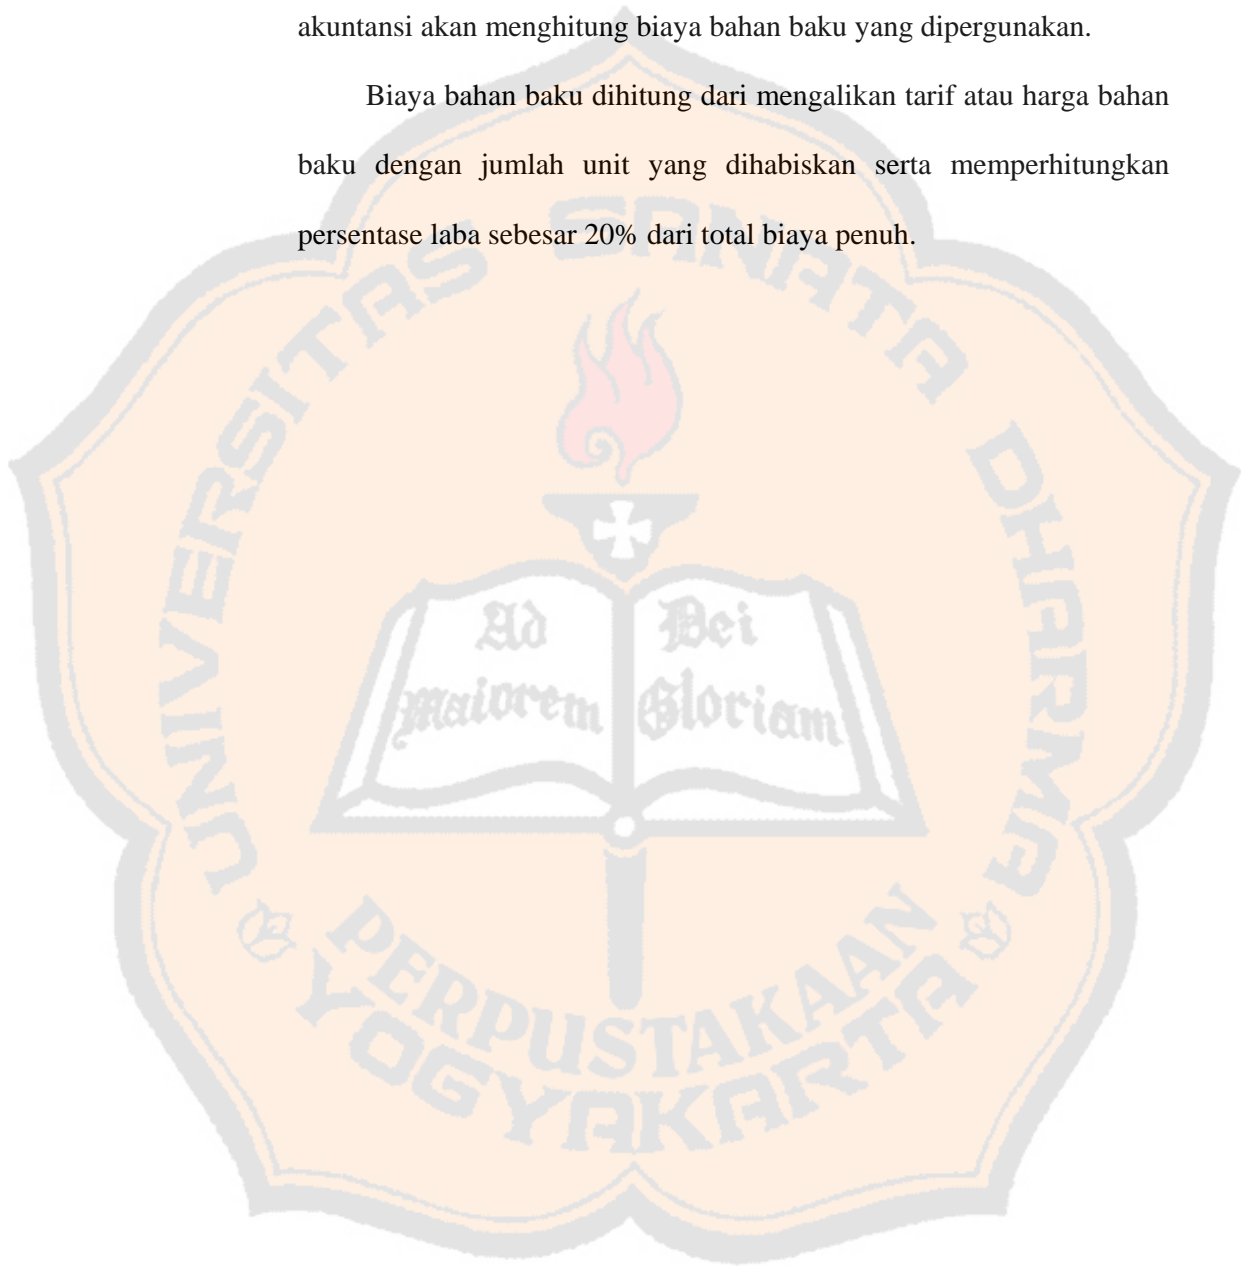 akuntansi akan menghitung biaya bahan baku yang dipergunakan.
Biaya bahan baku dihitung dari mengalikan tarif atau harga bahan
baku dengan jumlah unit yang dihabiskan serta memperhitungkan
persentase laba sebesar 20% dari total biaya penuh.
UNIVERSITAS SANATA DHARMA
Ad Dei
maiorem Gloriam
PERPUSTAKAAN
YOGYAKARTA